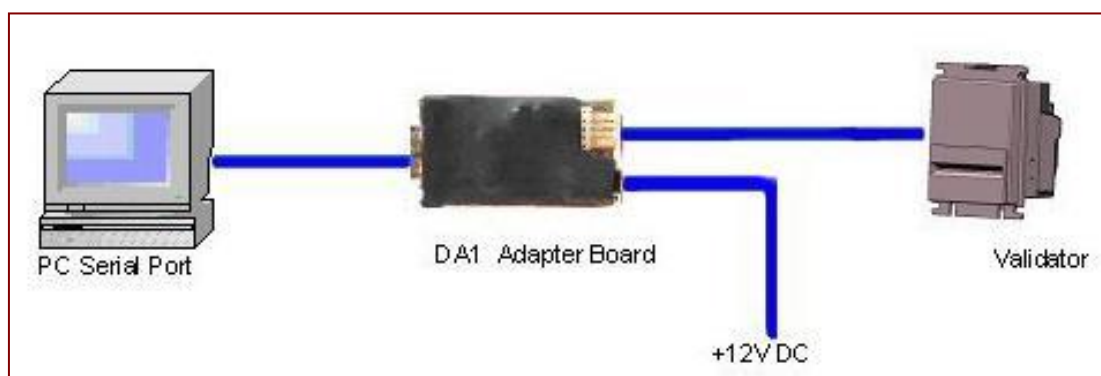 PC Serial Port
DA1 Adapter Board
Validator
+12V DC